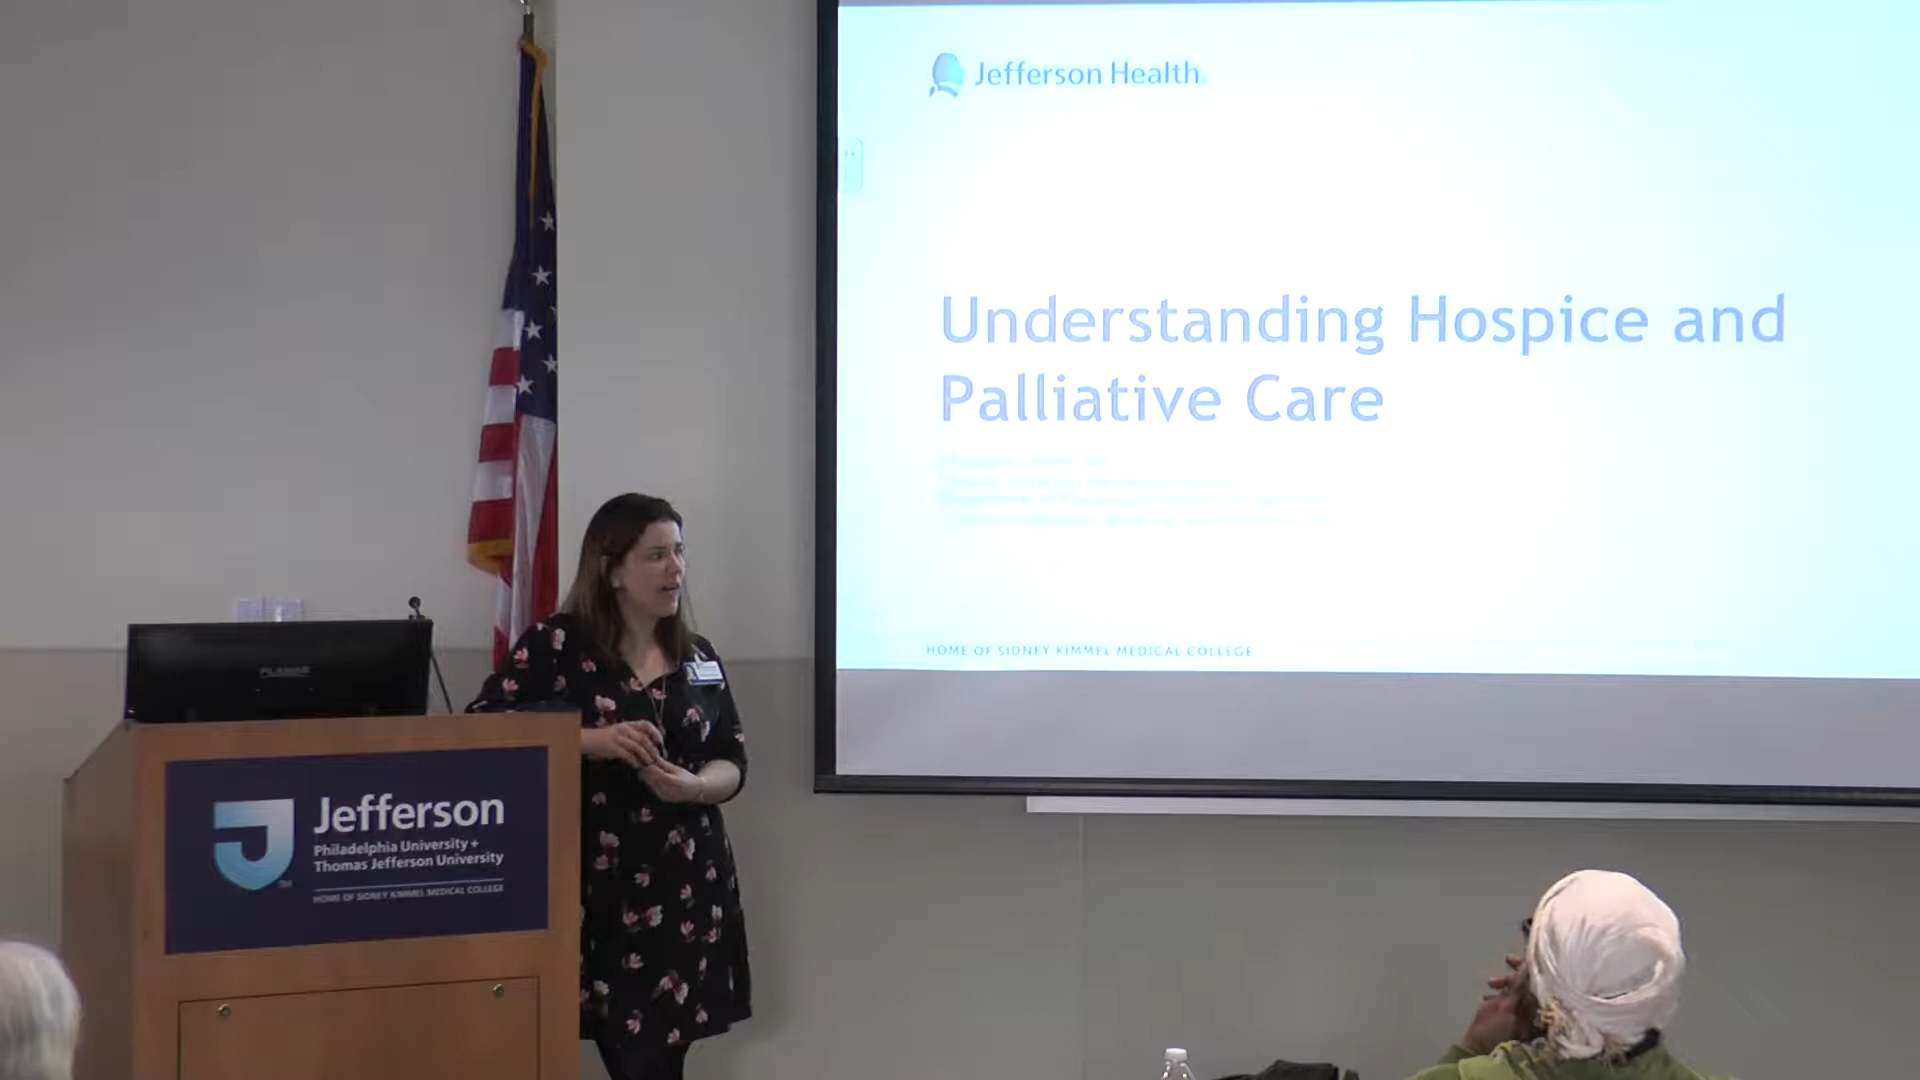 Jefferson Health
Understanding Hospice and
Palliative Care
HOME OF SIDNEY KIMMEL MEDICAL COLLEGE
PLANAR
Jefferson
Philadelphia University +
Thomas Jefferson University
HOME OF SIDNEY KIMMEL MEDICAL COLLEGE